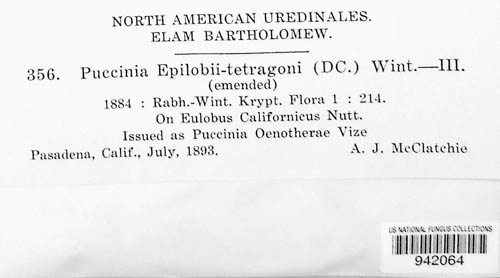 NORTH AMERICAN UREDINALES.
ELAM BARTHOLOMEW.
356. Puccinia Epilobii-tetragoni (DC.) Wint.—III.
(emended)
1884 : Rabh.-Wint. Krypt. Flora 1 : 214.
On Eulobus Californicus Nutt.
Issued as Puccinia Oenotherae Vize
Pasadena, Calif., July, 1893. A. J. McClatchie
US NATIONAL FUNGUS COLLECTIONS
942064